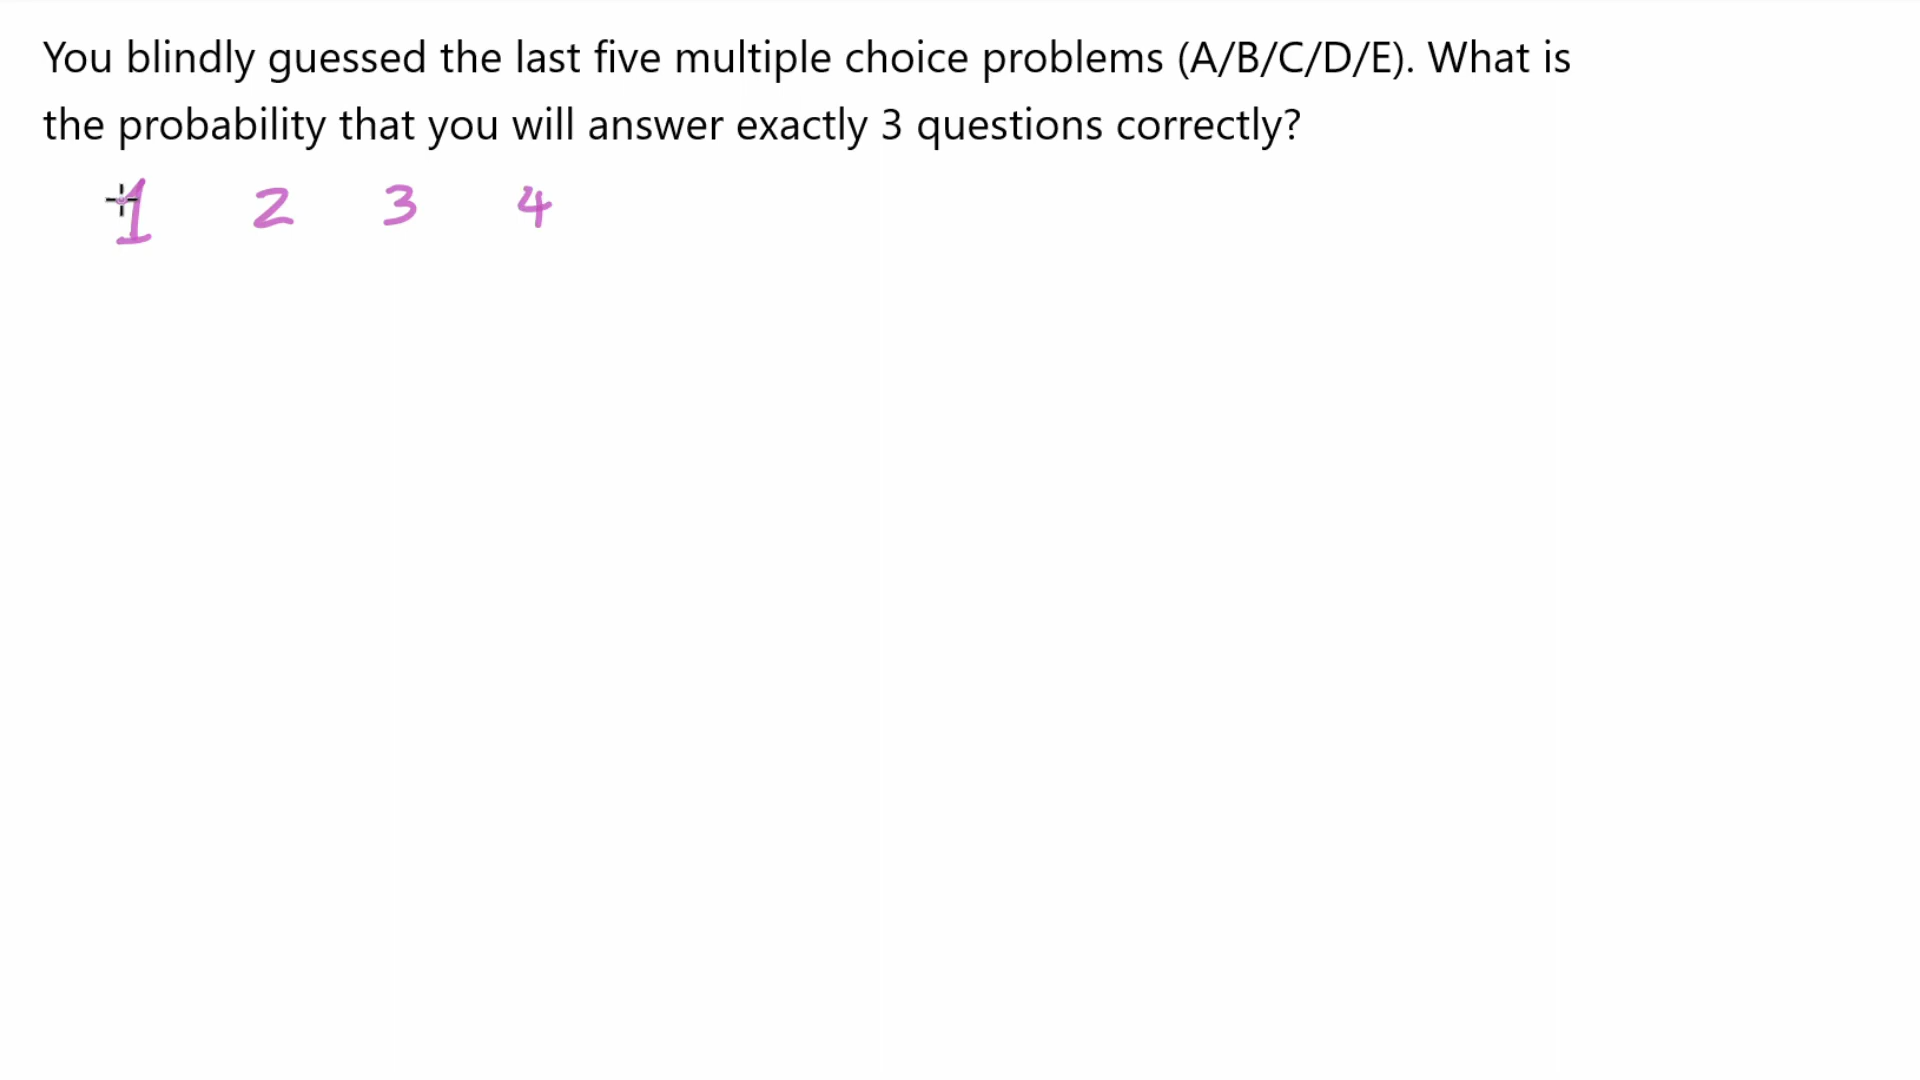 You blindly guessed the last five multiple choice problems (A/B/C/D/E). What is
the probability that you will answer exactly 3 questions correctly?
1 2 3 4